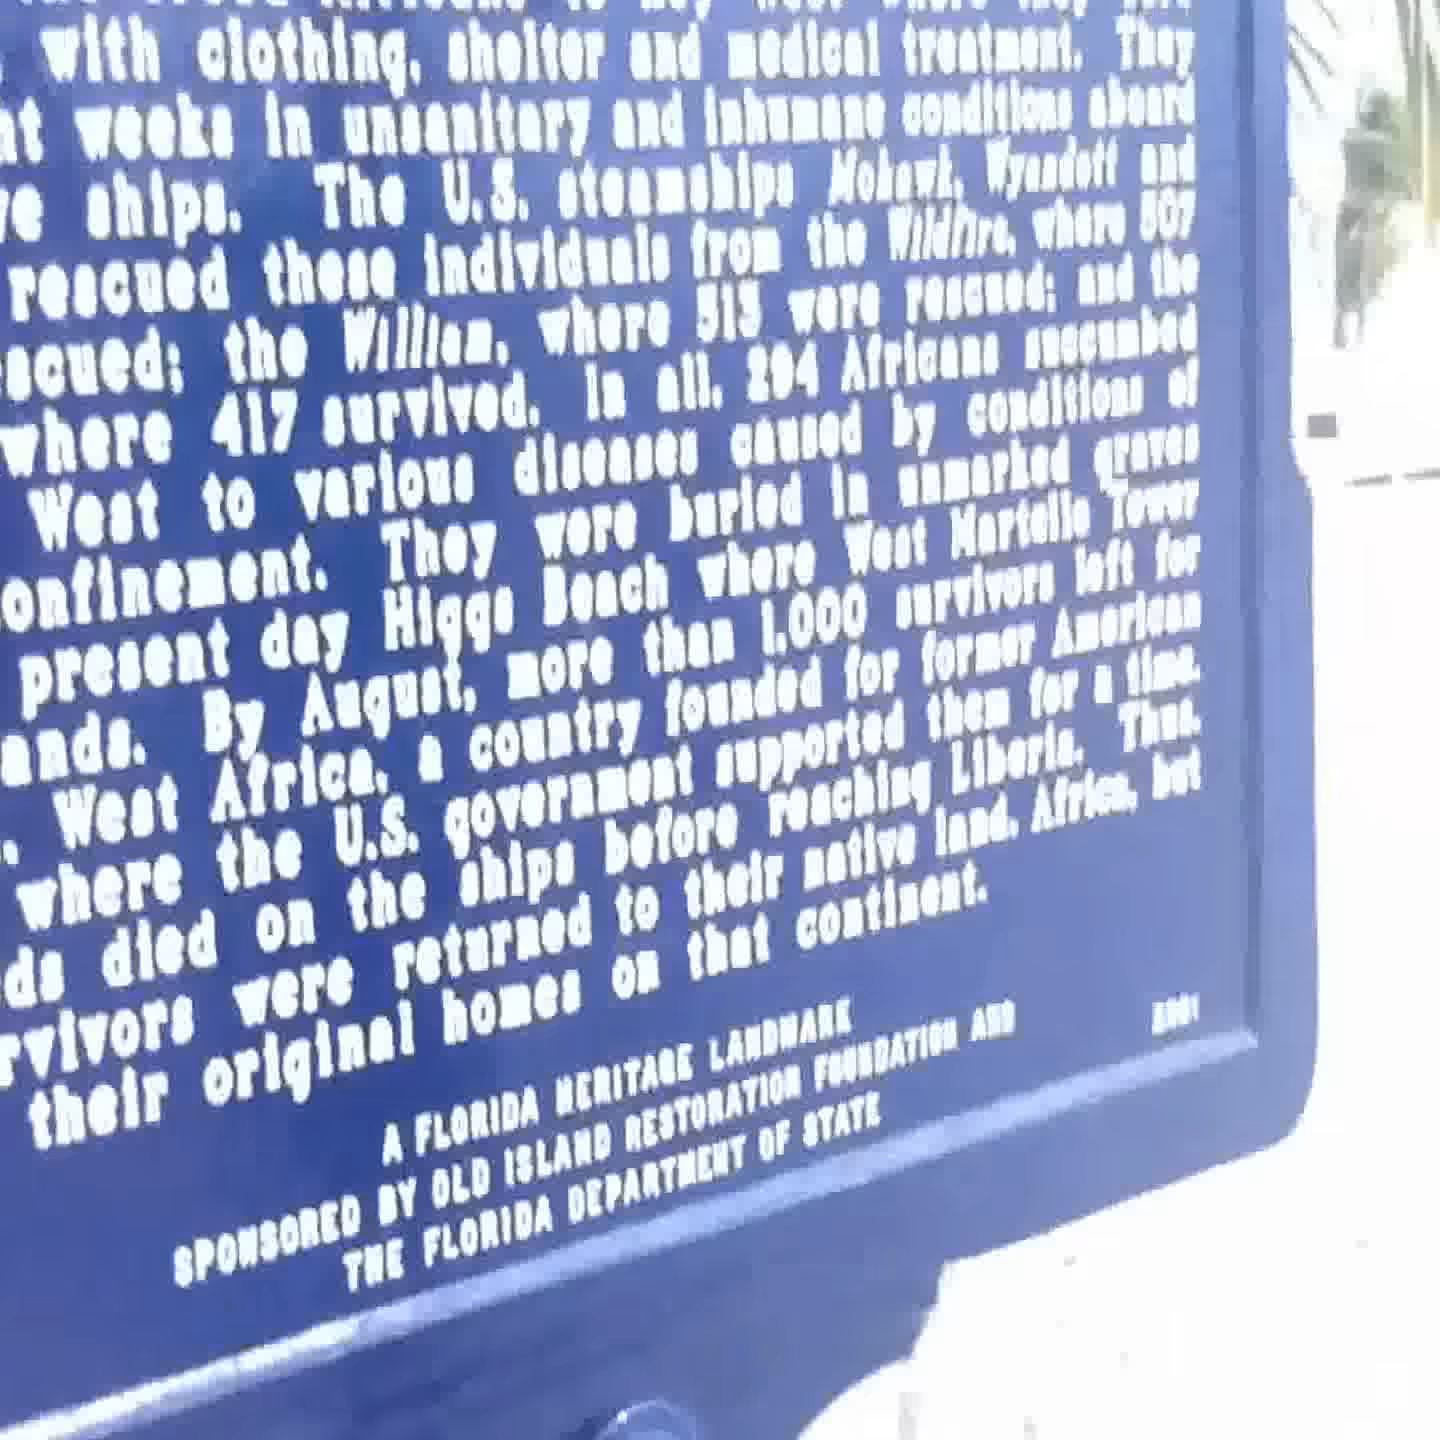 with clothing, shelter and medical treatment. They
weeks in unsanitary and inhumane conditions aboard
ships. The U.S. steamships Mohawk, Wyandott and
rescued these individuals from the Wildfire, where 507
the William, where 513 were rescued; and the
where 417 survived. In all, 294 Africans succumbed
West to various diseases caused by conditions of
They were buried in unmarked graves
present day Higgs Beach where West Martello Tower
By August, more than 1,000 survivors left for
West Africa, a country founded for former American
where the U.S. government supported them for a time.
died on the ships before reaching Liberia. Thus,
were returned to their native land, Africa, but
their original homes on that continent.
A FLORIDA HERITAGE LANDMARK
SPONSORED BY OLD ISLAND RESTORATION FOUNDATION AND
THE FLORIDA DEPARTMENT OF STATE